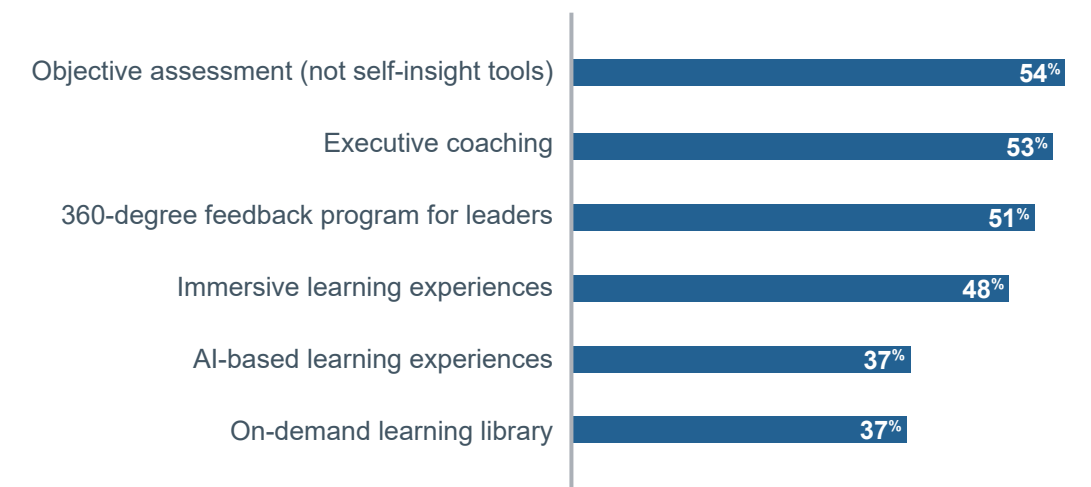 Objective assessment (not self-insight tools) 54%
Executive coaching 53%
360-degree feedback program for leaders 51%
Immersive learning experiences 48%
AI-based learning experiences 37%
On-demand learning library 37%